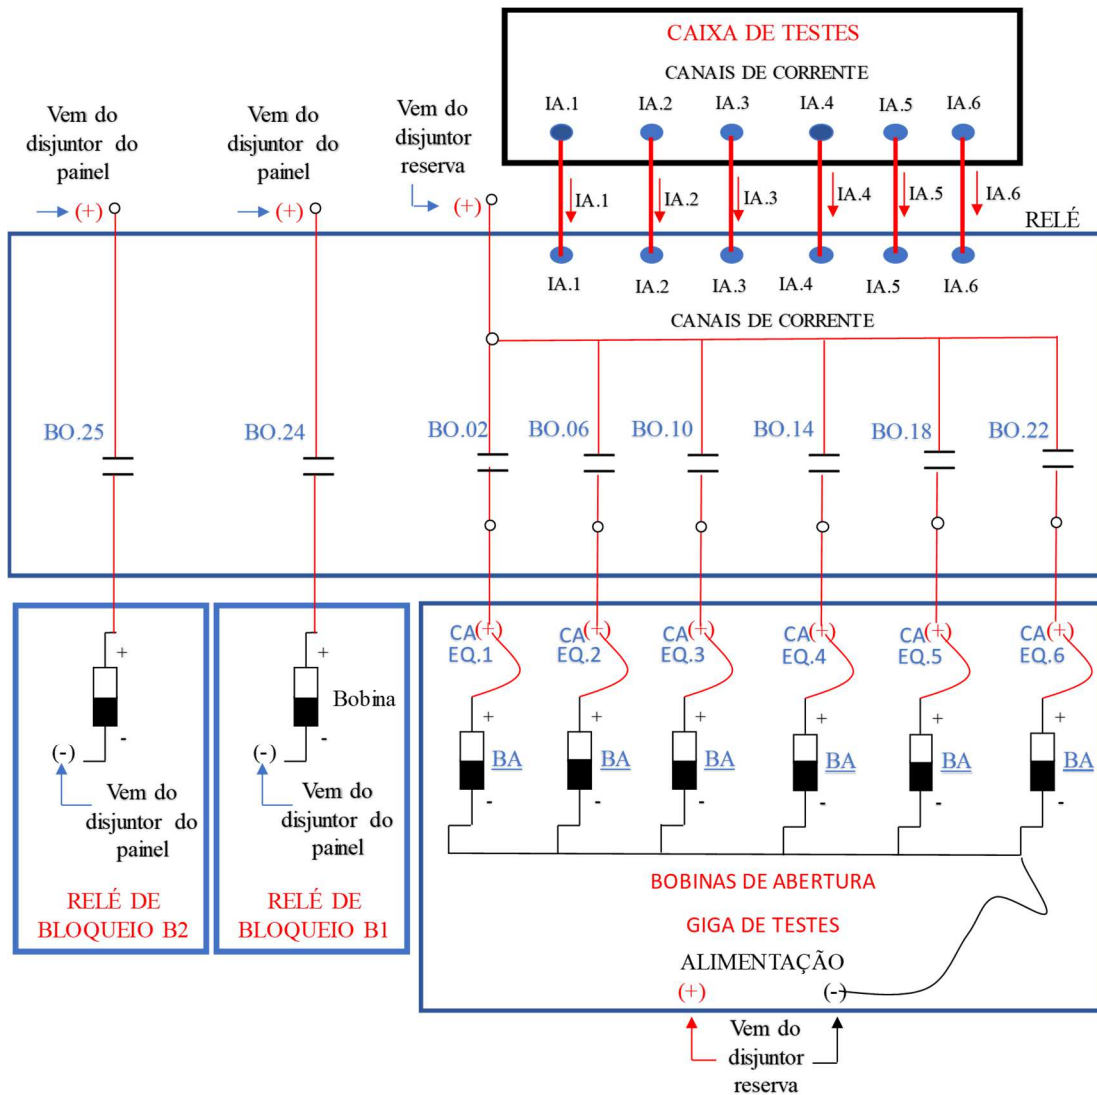 CAIXA DE TESTES
CANAIS DE CORRENTE
IA.1 IA.2 IA.3 IA.4 IA.5 IA.6
Vem do
disjuntor do
painel
(+)
Vem do
disjuntor do
painel
(+)
Vem do
disjuntor
reserva
(+)
IA.1 IA.2 IA.3 IA.4 IA.5 IA.6
RELÉ
IA.1 IA.2 IA.3 IA.4 IA.5 IA.6
CANAIS DE CORRENTE
BO.25 BO.24 BO.02 BO.06 BO.10 BO.14 BO.18 BO.22
CA(+) CA(+) CA(+) CA(+) CA(+) CA(+)
EQ.1 EQ.2 EQ.3 EQ.4 EQ.5 EQ.6
+
-
(-)
Vem do
disjuntor do
painel
RELÉ DE
BLOQUEIO B2
+
Bobina
-
(-)
Vem do
disjuntor do
painel
RELÉ DE
BLOQUEIO B1
+ + + + + +
BA BA BA BA BA BA
- - - - - -
BOBINAS DE ABERTURA
GIGA DE TESTES
ALIMENTAÇÃO
(+) (-)
Vem do
disjuntor
reserva